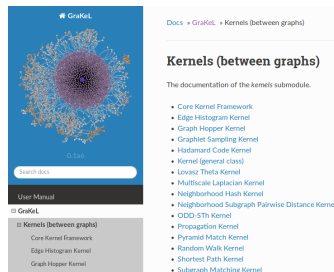 GraKeL
Docs » GraKeL » Kernels (between graphs)
Kernels (between graphs)
The documentation of the kernels submodule.
Core Kernel Framework
Edge Histogram Kernel
Graph Hopper Kernel
Graphlet Sampling Kernel
Hadamard Code Kernel
Kernel (general class)
Lovasz Theta Kernel
Multiscale Laplacian Kernel
Neighborhood Hash Kernel
Neighborhood Subgraph Pairwise Distance Kerne
ODD-STh Kernel
Propagation Kernel
Pyramid Match Kernel
Random Walk Kernel
Shortest Path Kernel
Subgraph Matching Kernel
Search docs
User Manual
GraKeL
Kernels (between graphs)
Core Kernel Framework
Edge Histogram Kernel
Graph Hopper Kernel